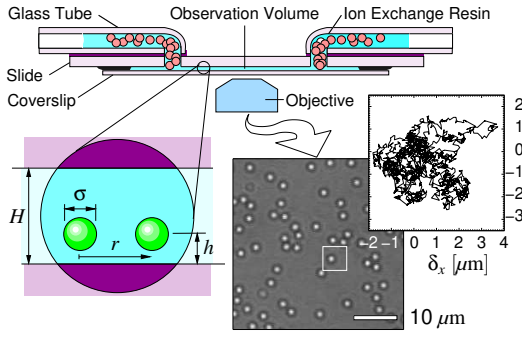 Glass Tube
Observation Volume
Ion Exchange Resin
Slide
Coverslip
Objective
σ
H
r
h
2
1
0
−1
−2
−3
−2 −1 0 1 2 3 4
δx [μm]
10 μm